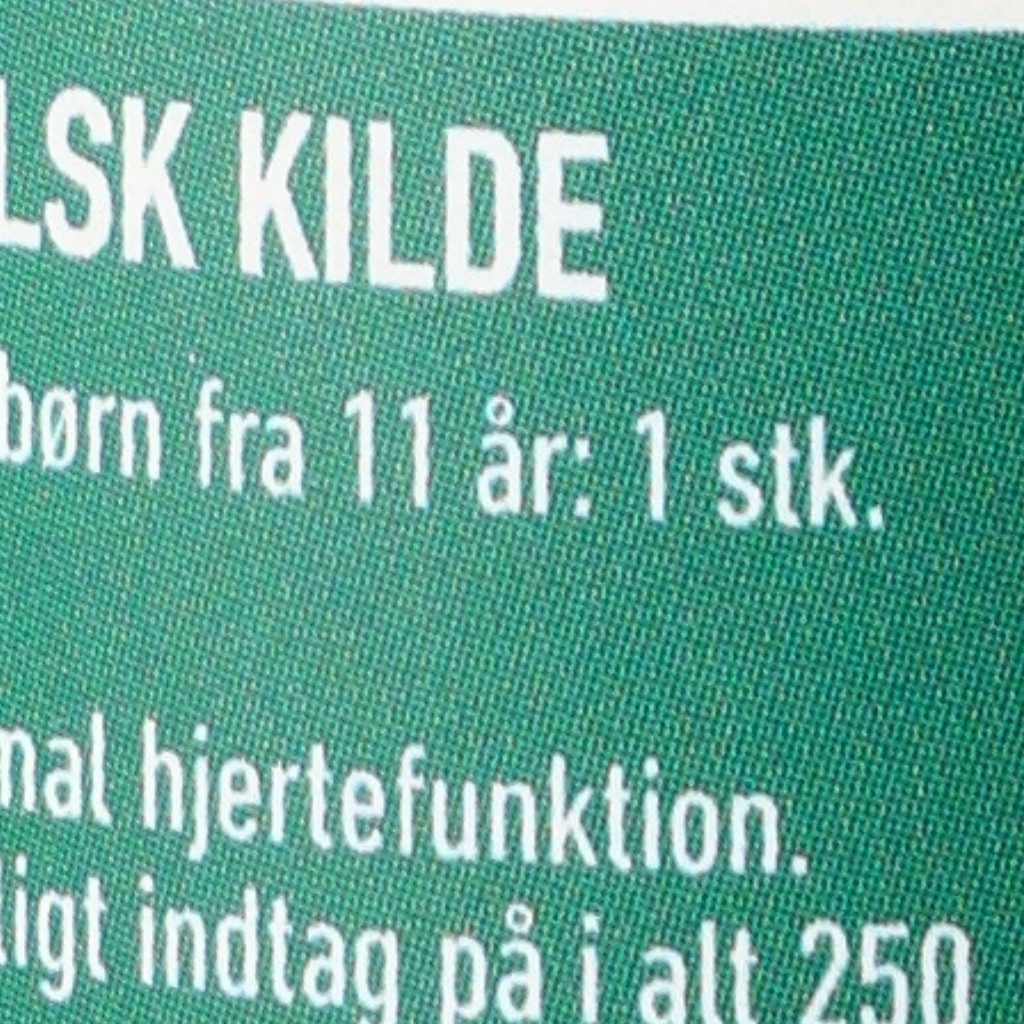 LSK KILDE
børn fra 11 år: 1 stk.
mal hjertefunktion.
ligt indtag på i alt 250